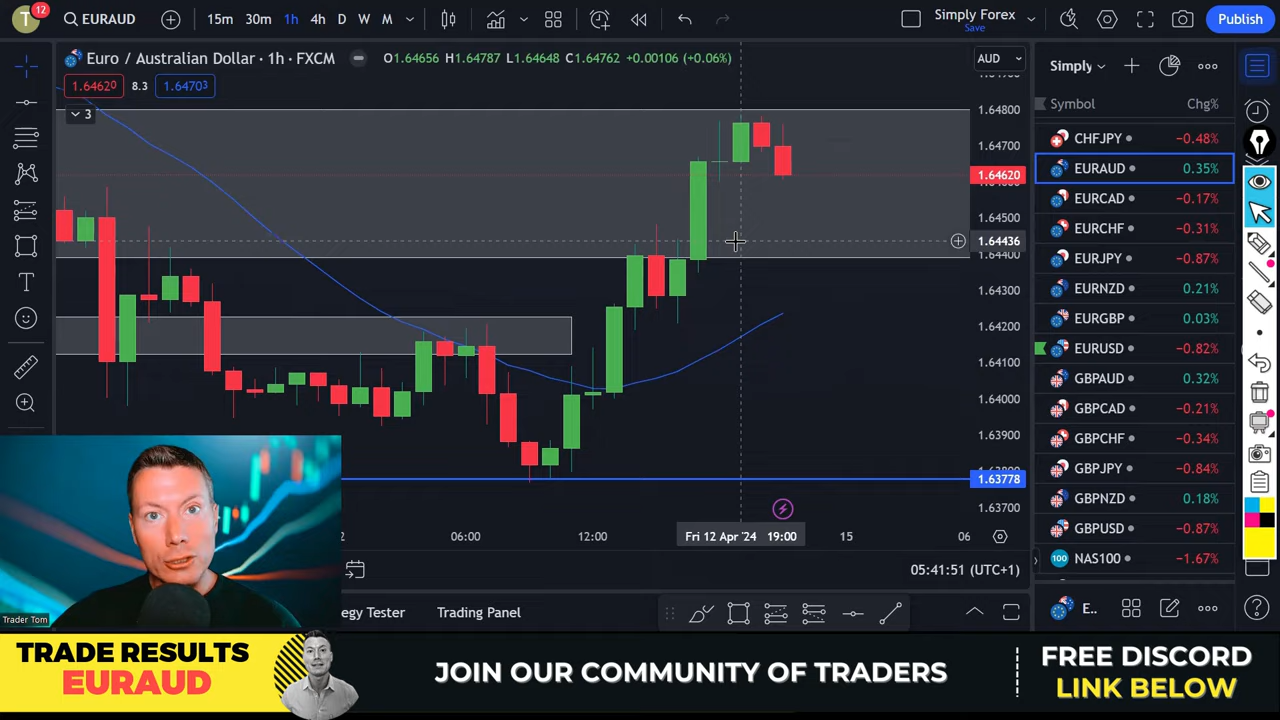 T
12
EURAUD
15m 30m 1h 4h D W M
Simply Forex
Save
Publish
Euro / Australian Dollar · 1h · FXCM
O1.64656 H1.64787 L1.64648 C1.64762 +0.00106 (+0.06%)
AUD
1.64620 8.3 1.64703
3
1.64800
1.64700
1.64620
1.64500
1.64436
1.64400
1.64300
1.64200
1.64100
1.64000
1.63900
1.63778
1.63700
Simply
Symbol Chg%
CHFJPY −0.48%
EURAUD 0.35%
EURCAD −0.17%
EURCHF −0.31%
EURJPY −0.87%
EURNZD 0.21%
EURGBP 0.03%
EURUSD −0.82%
GBPAUD 0.32%
GBPCAD −0.21%
GBPCHF −0.34%
GBPJPY −0.84%
GBPNZD 0.18%
GBPUSD −0.87%
100 NAS100 −1.67%
E..
2 06:00 12:00 Fri 12 Apr '24 19:00 15 06
05:41:51 (UTC+1)
egy Tester Trading Panel
Trader Tom
TRADE RESULTS
EURAUD
JOIN OUR COMMUNITY OF TRADERS
FREE DISCORD
LINK BELOW